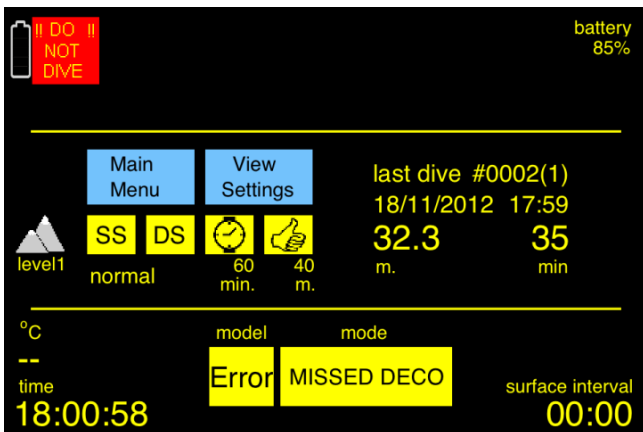 !! DO !!
NOT
DIVE
battery
85%
Main
Menu
View
Settings
last dive #0002(1)
18/11/2012 17:59
SS DS
32.3 35
m. min
level1
normal
60
min.
40
m.
°C
--
time
18:00:58
model mode
Error MISSED DECO
surface interval
00:00